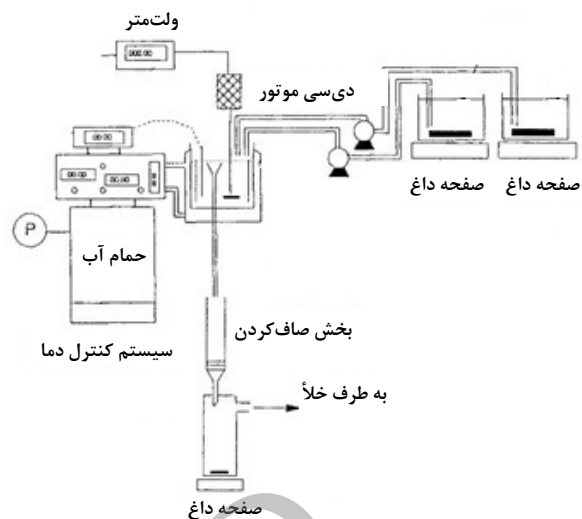 ولت‌متر
دی‌سی موتور
صفحه داغ
صفحه داغ
P
حمام آب
سیستم کنترل دما
بخش صاف‌کردن
به طرف خلأ
صفحه داغ